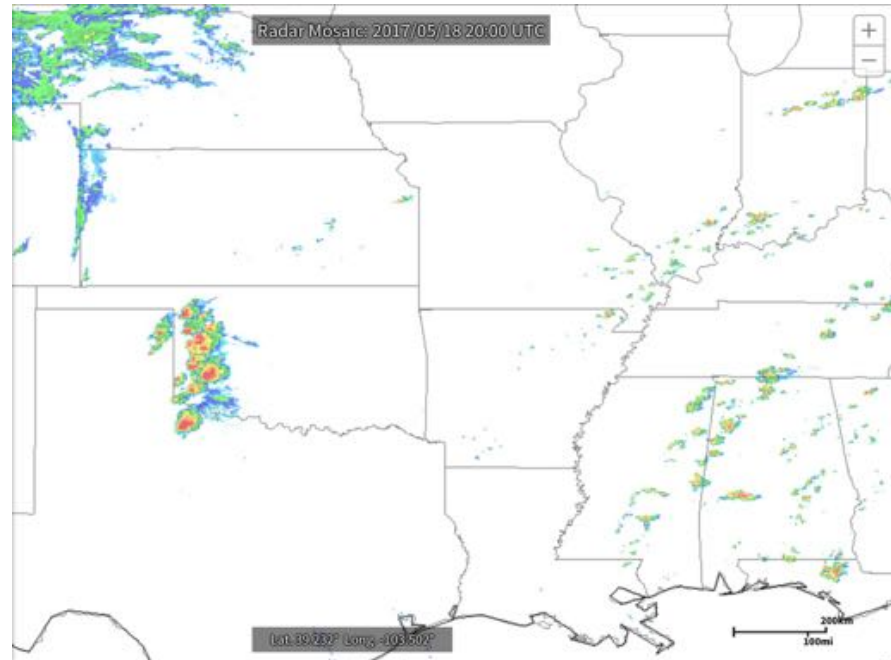 Radar Mosaic: 2017/05/18 20:00 UTC
+
−
Lat. 39.232° Long. -103.502°
200km
100mi